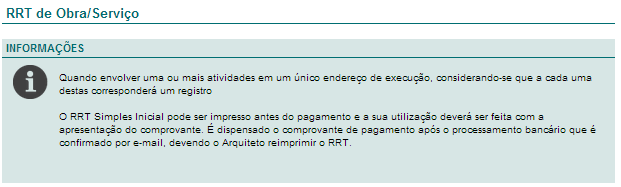 RRT de Obra/Serviço
INFORMAÇÕES
Quando envolver uma ou mais atividades em um único endereço de execução, considerando-se que a cada uma
destas corresponderá um registro
O RRT Simples Inicial pode ser impresso antes do pagamento e a sua utilização deverá ser feita com a
apresentação do comprovante. É dispensado o comprovante de pagamento após o processamento bancário que é
confirmado por e-mail, devendo o Arquiteto reimprimir o RRT.